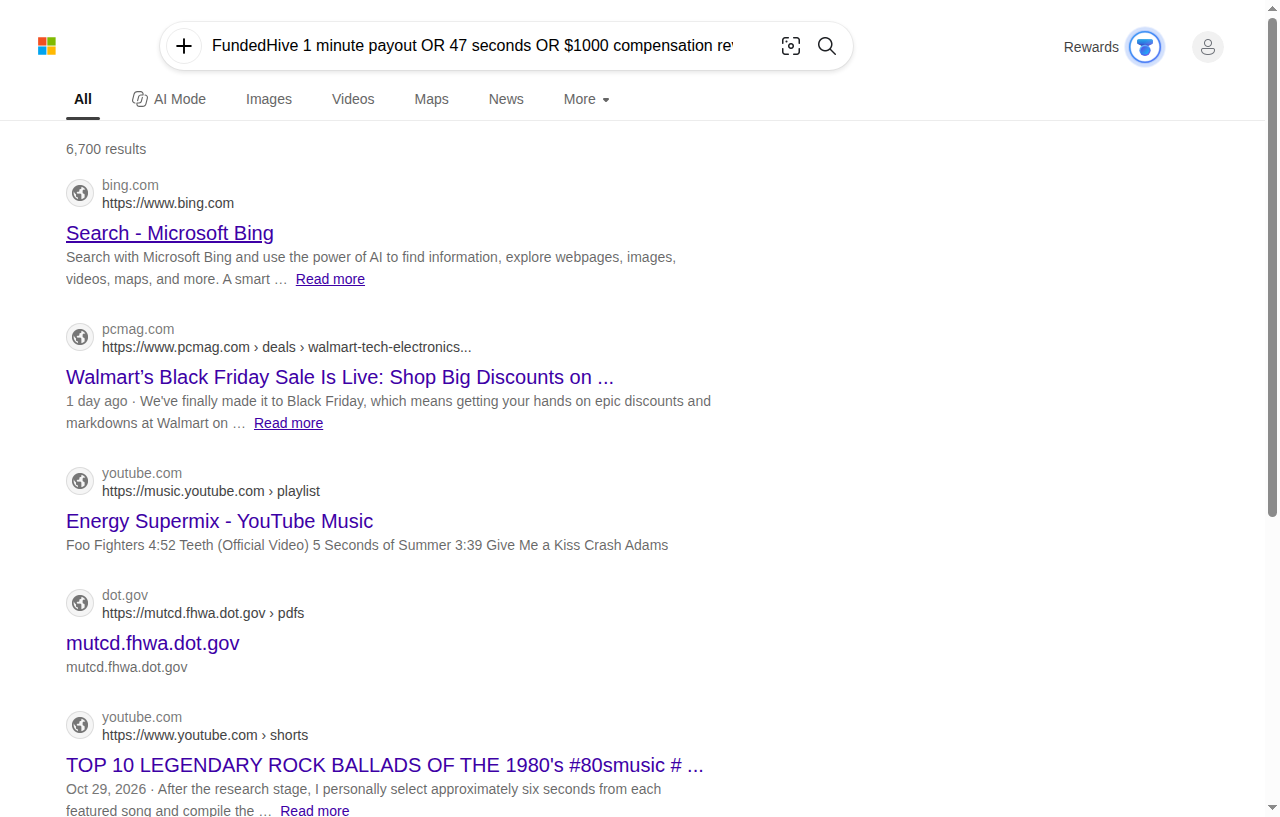 FundedHive 1 minute payout OR 47 seconds OR $1000 compensation re
Rewards
All
AI Mode
Images
Videos
Maps
News
More
6,700 results
bing.com
https://www.bing.com
Search - Microsoft Bing
Search with Microsoft Bing and use the power of AI to find information, explore webpages, images,
videos, maps, and more. A smart … Read more
pcmag.com
https://www.pcmag.com › deals › walmart-tech-electronics...
Walmart’s Black Friday Sale Is Live: Shop Big Discounts on ...
1 day ago · We've finally made it to Black Friday, which means getting your hands on epic discounts and
markdowns at Walmart on … Read more
youtube.com
https://music.youtube.com › playlist
Energy Supermix - YouTube Music
Foo Fighters 4:52 Teeth (Official Video) 5 Seconds of Summer 3:39 Give Me a Kiss Crash Adams
dot.gov
https://mutcd.fhwa.dot.gov › pdfs
mutcd.fhwa.dot.gov
mutcd.fhwa.dot.gov
youtube.com
https://www.youtube.com › shorts
TOP 10 LEGENDARY ROCK BALLADS OF THE 1980's #80smusic # ...
Oct 29, 2026 · After the research stage, I personally select approximately six seconds from each
featured song and compile the … Read more